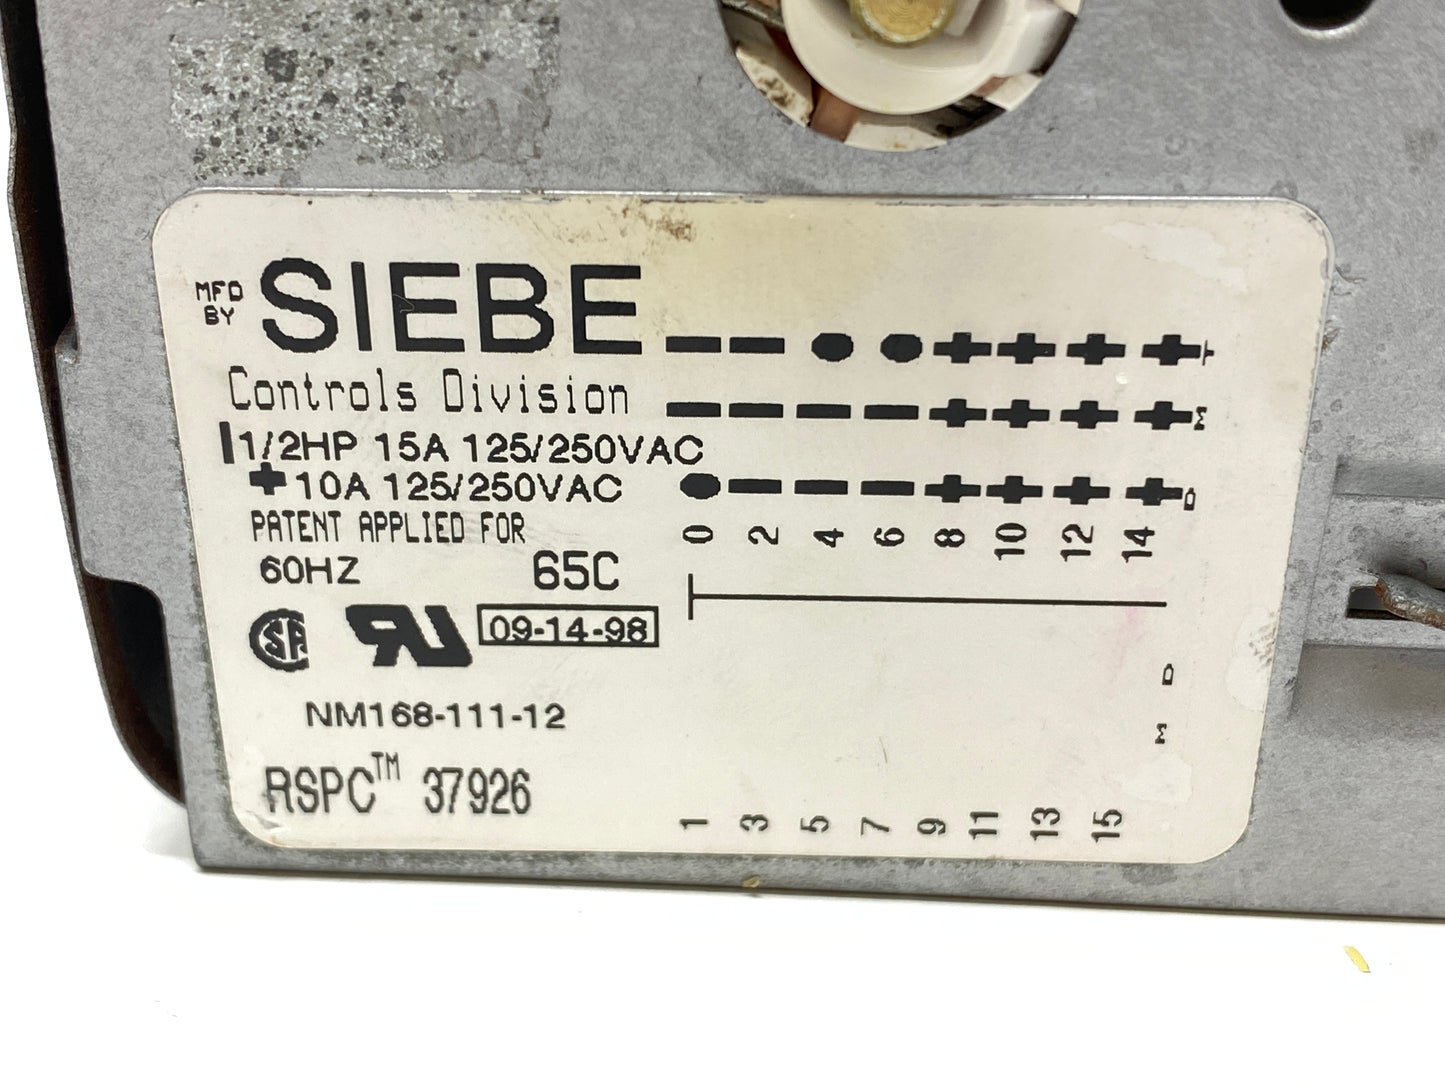 MFD BY SIEBE
Controls Division
1/2HP 15A 125/250VAC
10A 125/250VAC
PATENT APPLIED FOR
60HZ 65C
09-14-98
NM168-111-12
RSPC™ 37926
T
M
D
0 2 4 6 8 10 12 14
D
M
1 3 5 7 9 11 13 15